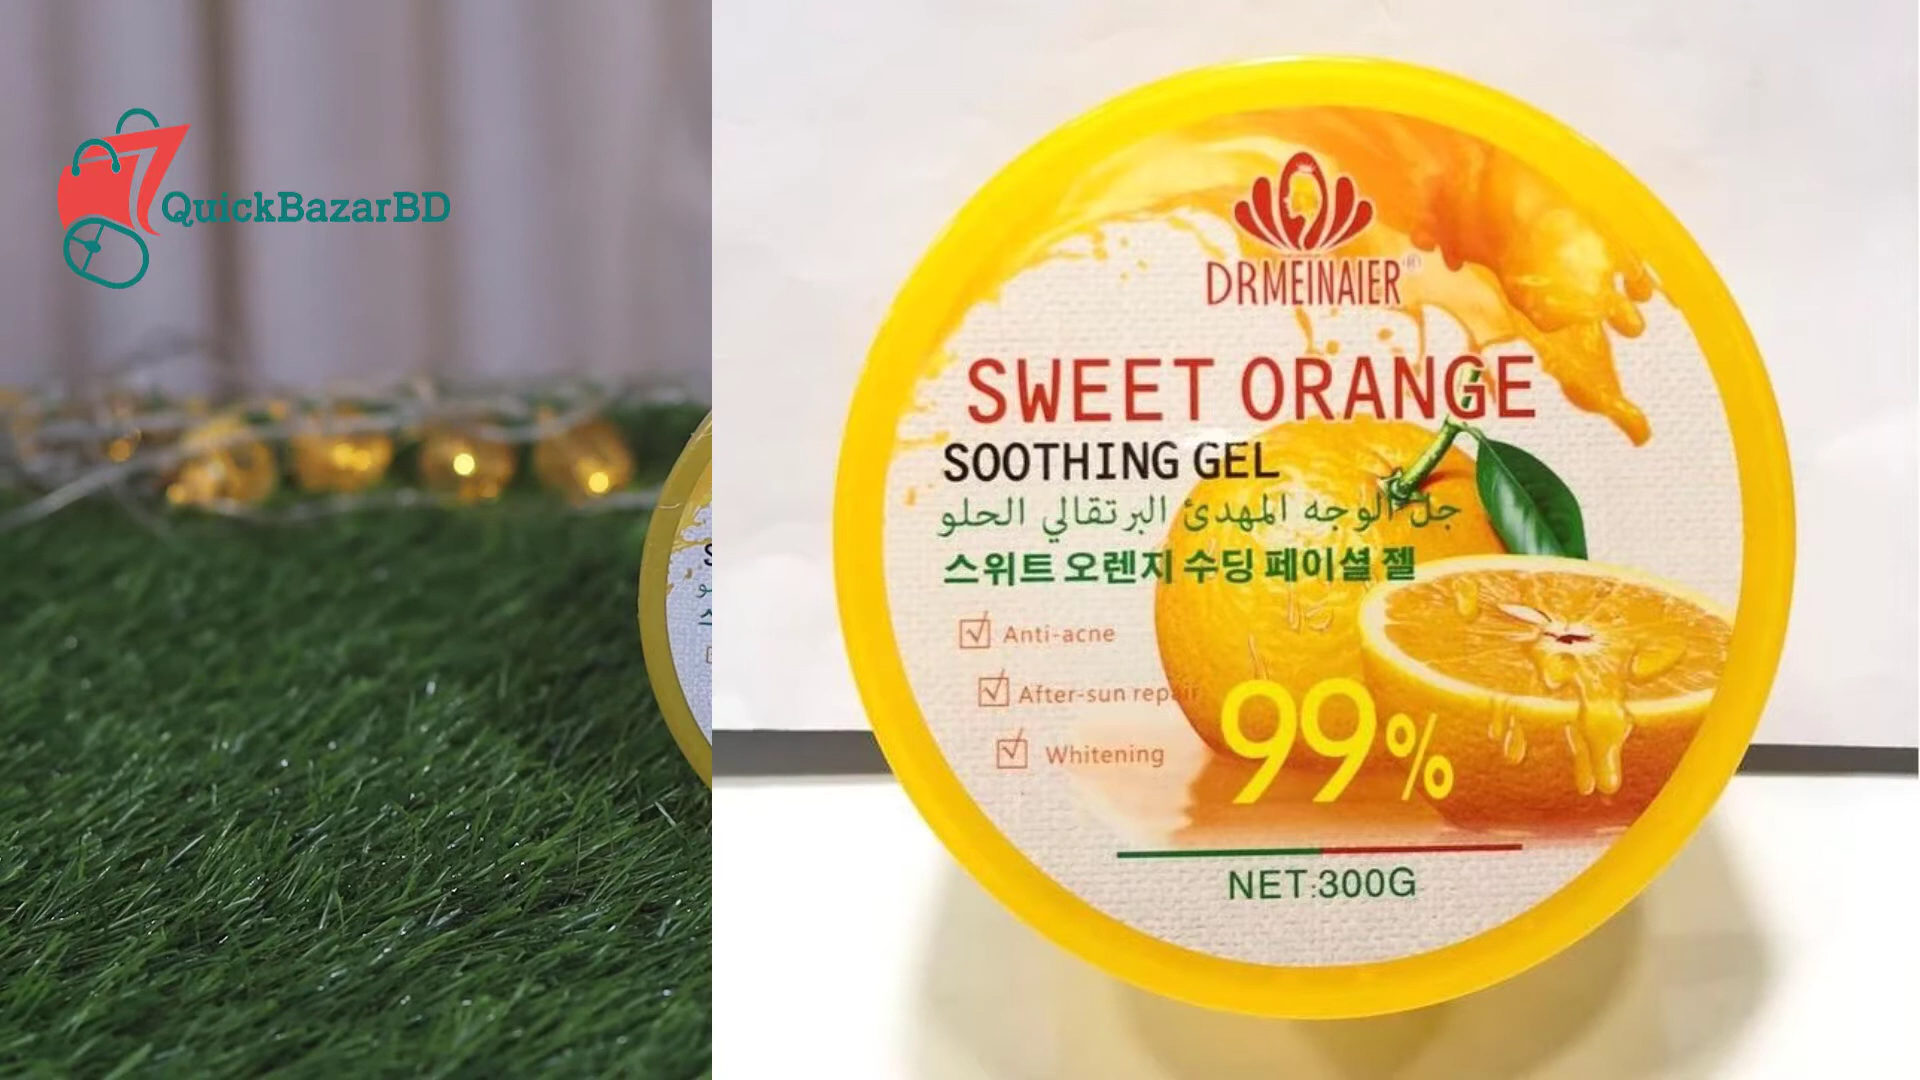 QuickBazarBD
DRMEINAIER
SWEET ORANGE
SOOTHING GEL
جل الوجه المهدئ البرتقالي الحلو
스위트 오렌지 수딩 페이셜 젤
Anti-acne
After-sun repair
Whitening
99%
NET:300G